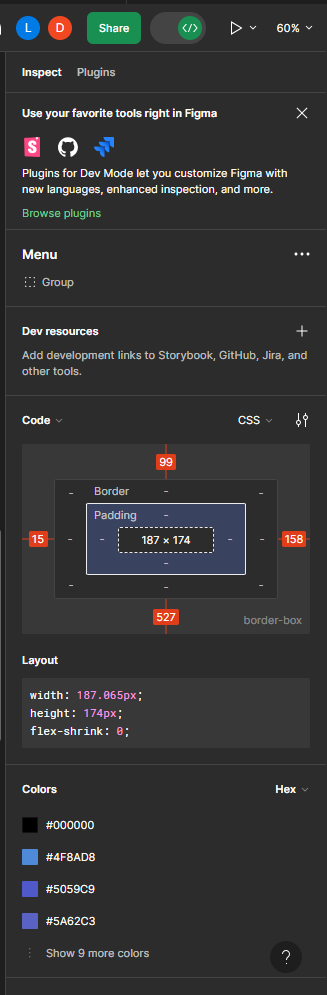 L D Share </> 60%
Inspect Plugins
Use your favorite tools right in Figma
S
Plugins for Dev Mode let you customize Figma with
new languages, enhanced inspection, and more.
Browse plugins
Menu
Group
Dev resources
Add development links to Storybook, GitHub, Jira, and
other tools.
Code CSS
99
- Border - -
Padding -
15 - - 187 × 174 - - 158
-
- - -
527
border-box
Layout
width: 187.065px;
height: 174px;
flex-shrink: 0;
Colors Hex
#000000
#4F8AD8
#5059C9
#5A62C3
Show 9 more colors
?